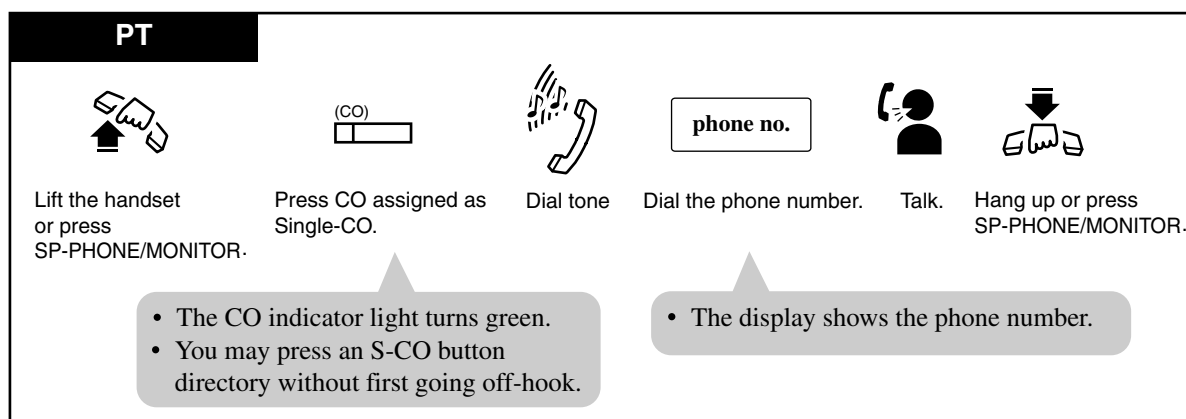 PT
(CO)
phone no.
Lift the handset
or press
SP-PHONE/MONITOR.
Press CO assigned as
Single-CO.
Dial tone
Dial the phone number.
Talk.
Hang up or press
SP-PHONE/MONITOR.
• The CO indicator light turns green.
• You may press an S-CO button
directory without first going off-hook.
• The display shows the phone number.